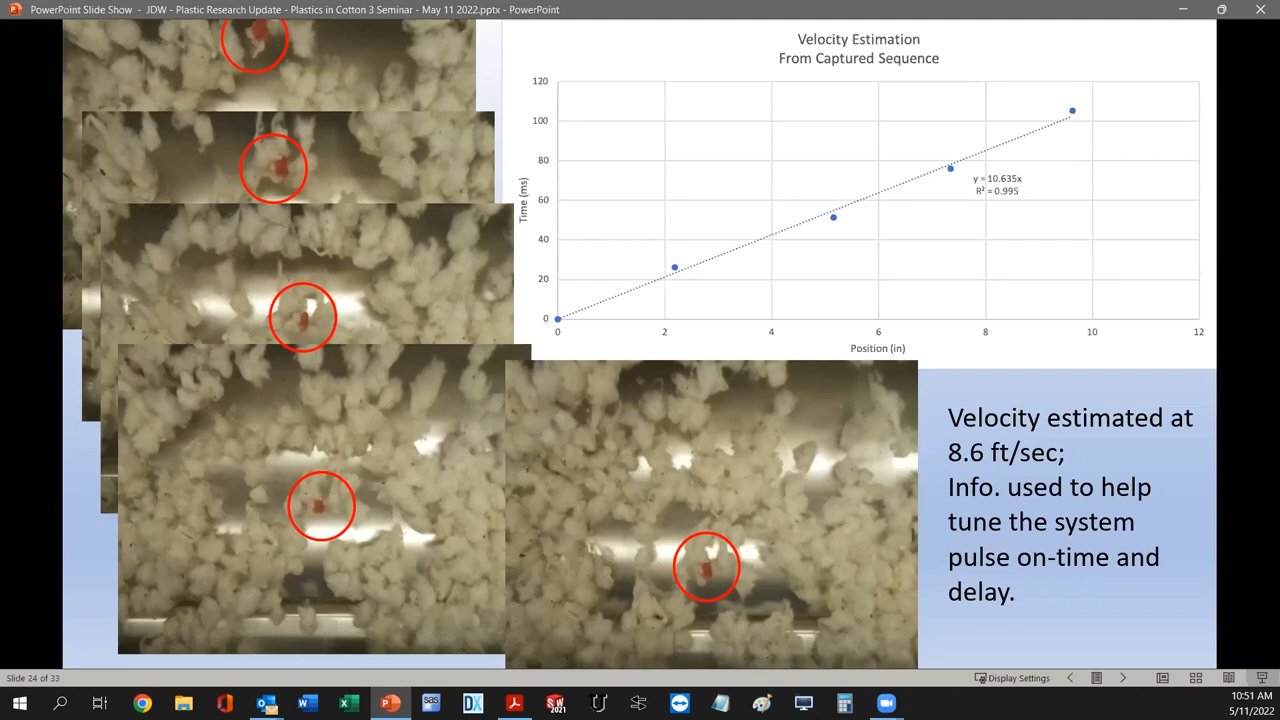 PowerPoint Slide Show - JDW - Plastic Research Update - Plastics in Cotton 3 Seminar - May 11 2022.pptx - PowerPoint
Velocity Estimation
From Captured Sequence
120
100
80
60
40
20
0
Time (ms)
y = 10.635x
R² = 0.995
0 2 4 6 8 10 12
Position (in)
Velocity estimated at
8.6 ft/sec;
Info. used to help
tune the system
pulse on-time and
delay.
Slide 24 of 33
Display Settings
sas
DX
SW
2021
10:51 AM
5/11/2022